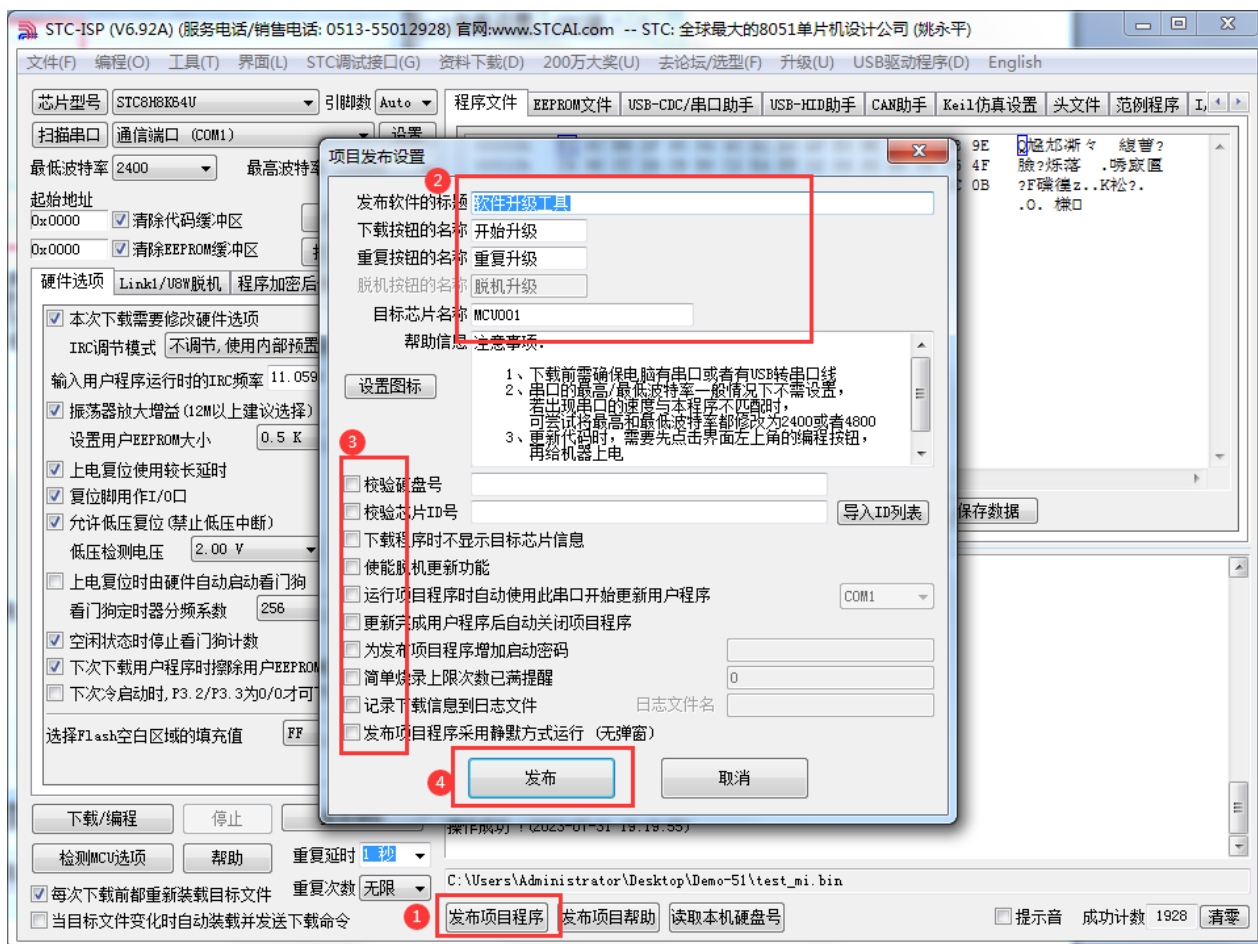 STC-ISP (V6.92A) (服务电话/销售电话: 0513-55012928) 官网:www.STCAI.com -- STC: 全球最大的8051单片机设计公司 (姚永平)
文件(F) 编程(O) 工具(T) 界面(L) STC调试接口(G) 资料下载(D) 200万大奖(U) 去论坛/选型(F) 升级(U) USB驱动程序(D) English
芯片型号 STC8H8K64U 引脚数 Auto
程序文件 EEPROM文件 USB-CDC/串口助手 USB-HID助手 CAN助手 Keil仿真设置 头文件 范例程序
扫描串口 通信端口 (COM1) 设置
最低波特率 2400 最高波特率
起始地址
0x0000 清除代码缓冲区
0x0000 清除EEPROM缓冲区
硬件选项 Link1/U8W脱机 程序加密后
本次下载需要修改硬件选项
IRC调节模式 不调节,使用内部预置
输入用户程序运行时的IRC频率 11.059
振荡器放大增益(12M以上建议选择)
设置用户EEPROM大小 0.5 K
上电复位使用较长延时
复位脚用作I/O口
允许低压复位(禁止低压中断)
低压检测电压 2.00 V
上电复位时由硬件自动启动看门狗
看门狗定时器分频系数 256
空闲状态时停止看门狗计数
下次下载用户程序时擦除用户EEPROM
下次冷启动时,P3.2/P3.3为0/0才可
选择Flash空白区域的填充值 FF
项目发布设置
2
发布软件的标题 软件升级工具
下载按钮的名称 开始升级
重复按钮的名称 重复升级
脱机按钮的名称 脱机升级
目标芯片名称 MCU001
帮助信息 注意事项:
设置图标
1、下载前需确保电脑有串口或者有USB转串口线
2、串口的最高/最低波特率一般情况下不需设置,
若出现串口的速度与本程序不匹配时,
可尝试将最高和最低波特率都修改为2400或者4800
3、更新代码时,需要先点击界面左上角的编程按钮,
再给机器上电
3
校验硬盘号
校验芯片ID号 导入ID列表
下载程序时不显示目标芯片信息
使能脱机更新功能
运行项目程序时自动使用此串口开始更新用户程序 COM1
更新完成用户程序后自动关闭项目程序
为发布项目程序增加启动密码
简单烧录上限次数已满提醒 0
记录下载信息到日志文件 日志文件名
发布项目程序采用静默方式运行 (无弹窗)
4 发布 取消
9E
4F
0B
保存数据
操作成功 !(2023-01-31 19:19:55)
下载/编程 停止
检测MCU选项 帮助 重复延时 1 秒
每次下载前都重新装载目标文件 重复次数 无限
当目标文件变化时自动装载并发送下载命令
C:\Users\Administrator\Desktop\Demo-51\test_mi.bin
1 发布项目程序 发布项目帮助 读取本机硬盘号 提示音 成功计数 1928 清零